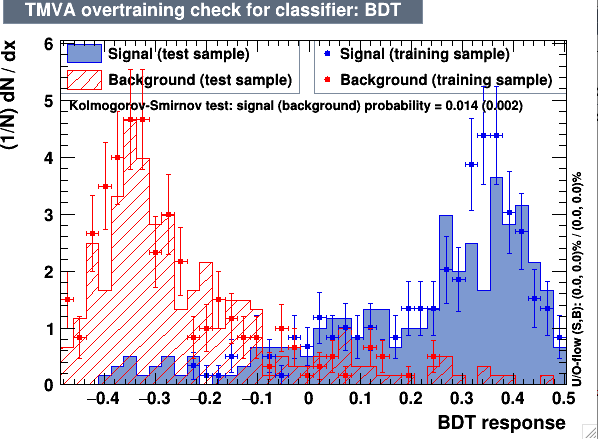 TMVA overtraining check for classifier: BDT
(1/N) dN / dx
6
5
4
3
2
1
0
Signal (test sample)
Background (test sample)
Signal (training sample)
Background (training sample)
Kolmogorov-Smirnov test: signal (background) probability = 0.014 (0.002)
U/O-flow (S,B): (0.0, 0.0)% / (0.0, 0.0)%
−0.4 −0.3 −0.2 −0.1 0 0.1 0.2 0.3 0.4 0.5
BDT response